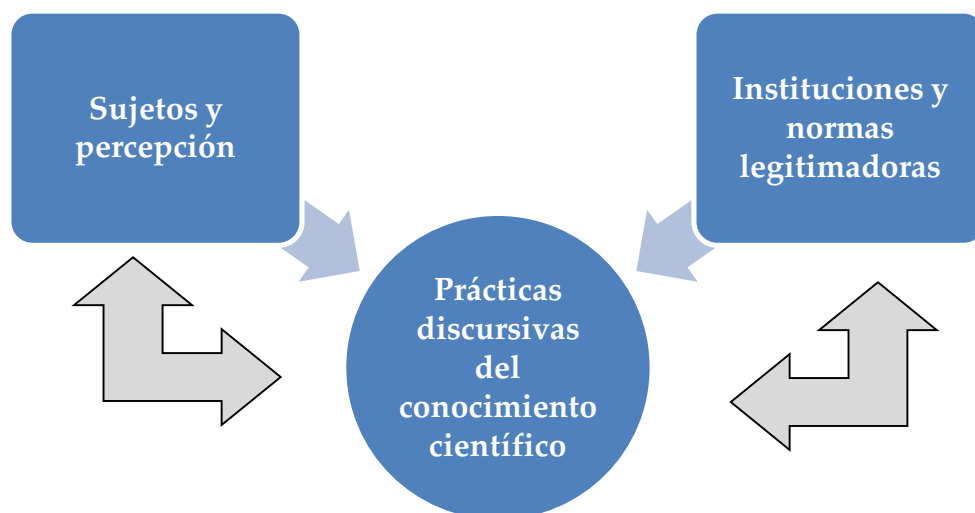 Sujetos y
percepción
Instituciones y
normas
legitimadoras
Prácticas
discursivas
del
conocimiento
científico